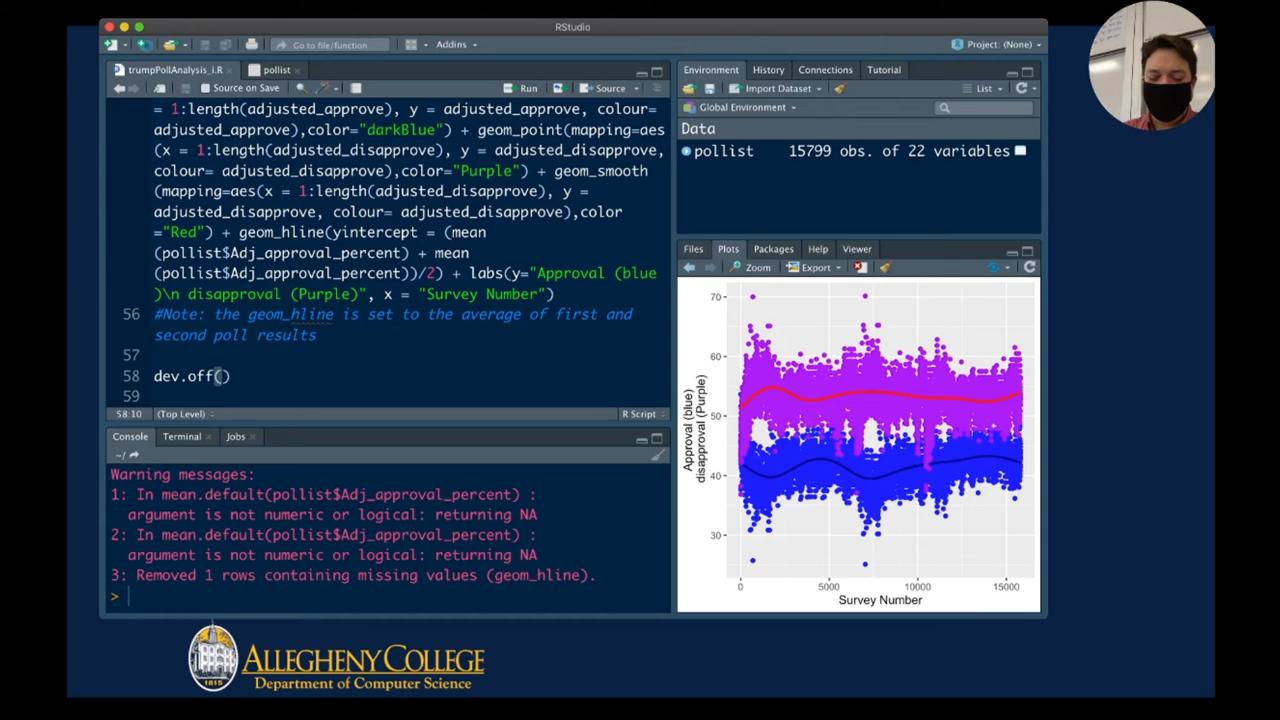 RStudio
Go to file/function
Addins
Project: (None)
trumpPollAnalysis_i.R
pollist
Source on Save
Run
Source
= 1:length(adjusted_approve), y = adjusted_approve, colour=
adjusted_approve),color="darkBlue") + geom_point(mapping=aes
(x = 1:length(adjusted_disapprove), y = adjusted_disapprove,
colour= adjusted_disapprove),color="Purple") + geom_smooth
(mapping=aes(x = 1:length(adjusted_disapprove), y =
adjusted_disapprove, colour= adjusted_disapprove),color
="Red") + geom_hline(yintercept = (mean
(pollist$Adj_approval_percent) + mean
(pollist$Adj_approval_percent))/2) + labs(y="Approval (blue
)\n disapproval (Purple)", x = "Survey Number")
56 #Note: the geom_hline is set to the average of first and
second poll results
57
58 dev.off()
59
58:10 (Top Level) R Script
Console Terminal Jobs
~/
Warning messages:
1: In mean.default(pollist$Adj_approval_percent) :
argument is not numeric or logical: returning NA
2: In mean.default(pollist$Adj_approval_percent) :
argument is not numeric or logical: returning NA
3: Removed 1 rows containing missing values (geom_hline).
>
Environment History Connections Tutorial
Import Dataset List
Global Environment
Data
pollist 15799 obs. of 22 variables
Files Plots Packages Help Viewer
Zoom Export
Approval (blue)
disapproval (Purple)
70
60
50
40
30
0 5000 10000 15000
Survey Number
1815
ALLEGHENY COLLEGE
Department of Computer Science